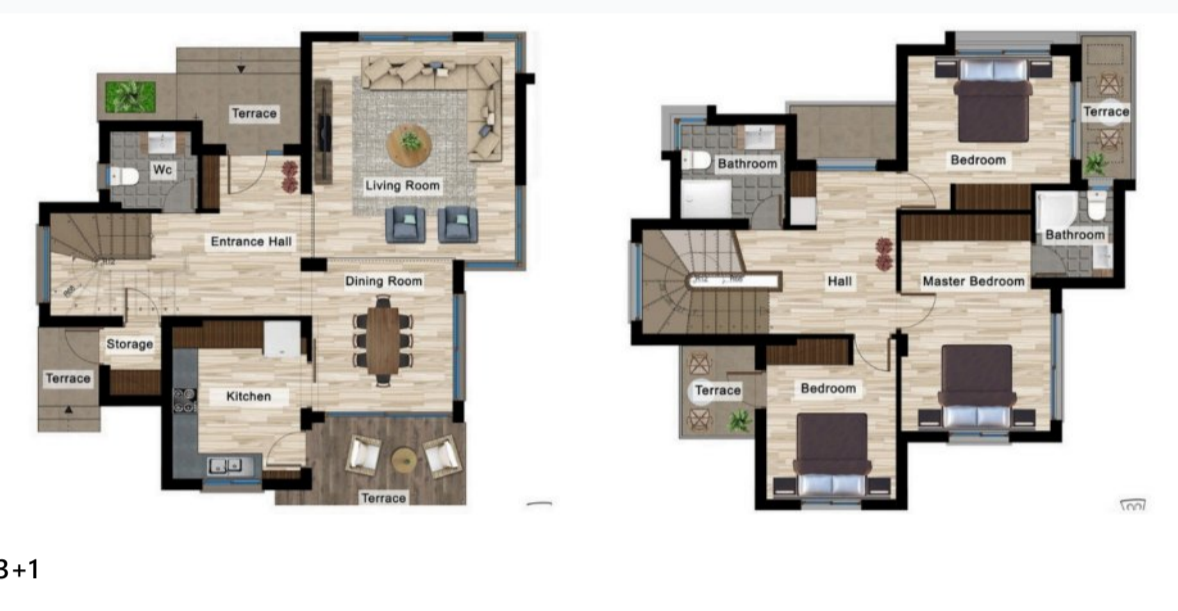 Terrace
Wc
Living Room
Entrance Hall
Dining Room
Storage
Terrace
Kitchen
Terrace
Terrace
Bathroom
Bedroom
Bathroom
Hall
Master Bedroom
Terrace
Bedroom
3+1